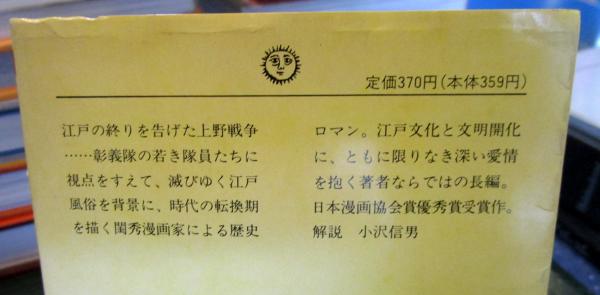 定価370円(本体359円)
江戸の終りを告げた上野戦争
……彰義隊の若き隊員たちに
視点をすえて、滅びゆく江戸
風俗を背景に、時代の転換期
を描く閨秀漫画家による歴史
ロマン。江戸文化と文明開化
に、ともに限りなき深い愛情
を抱く著者ならではの長編。
日本漫画協会賞優秀賞受賞作。
解説　小沢信男